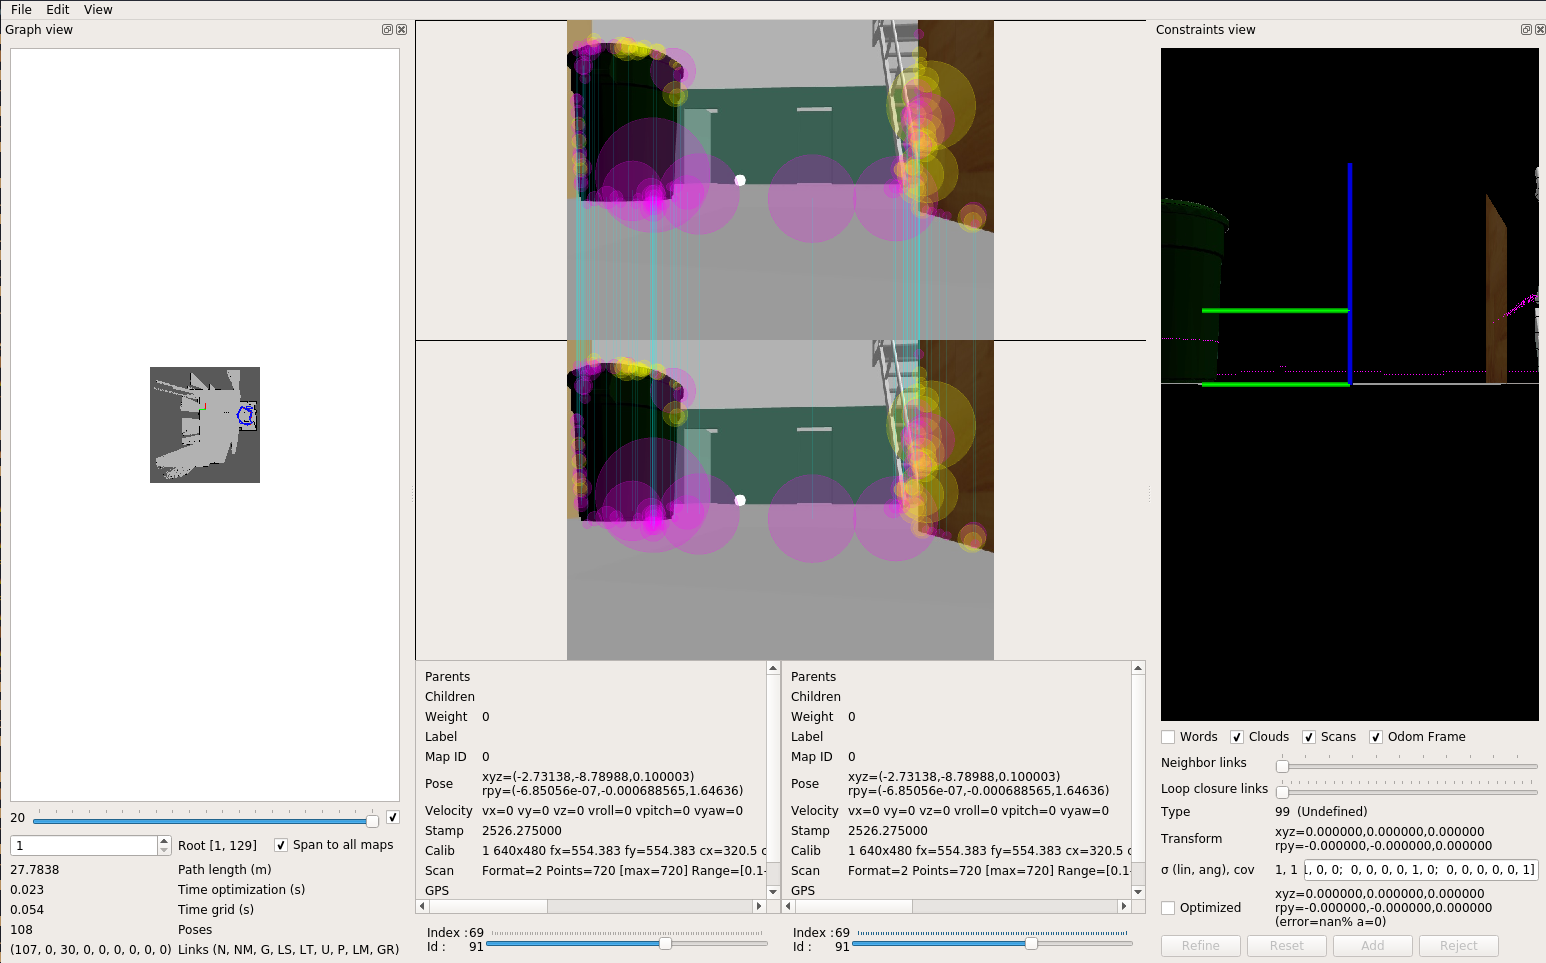 File Edit View
Graph view
20
1 Root [1, 129] Span to all maps
27.7838 Path length (m)
0.023 Time optimization (s)
0.054 Time grid (s)
108 Poses
(107, 0, 30, 0, 0, 0, 0, 0, 0) Links (N, NM, G, LS, LT, U, P, LM, GR)
Parents
Children
Weight 0
Label
Map ID 0
Pose xyz=(-2.73138,-8.78988,0.100003)
rpy=(-6.85056e-07,-0.000688565,1.64636)
Velocity vx=0 vy=0 vz=0 vroll=0 vpitch=0 vyaw=0
Stamp 2526.275000
Calib 1 640x480 fx=554.383 fy=554.383 cx=320.5 c
Scan Format=2 Points=720 [max=720] Range=[0.1-
GPS
Index : 69
Id : 91
Parents
Children
Weight 0
Label
Map ID 0
Pose xyz=(-2.73138,-8.78988,0.100003)
rpy=(-6.85056e-07,-0.000688565,1.64636)
Velocity vx=0 vy=0 vz=0 vroll=0 vpitch=0 vyaw=0
Stamp 2526.275000
Calib 1 640x480 fx=554.383 fy=554.383 cx=320.5 c
Scan Format=2 Points=720 [max=720] Range=[0.1-
GPS
Index : 69
Id : 91
Constraints view
Words Clouds Scans Odom Frame
Neighbor links
Loop closure links
Type 99 (Undefined)
Transform xyz=0.000000,0.000000,0.000000
rpy=-0.000000,-0.000000,0.000000
σ (lin, ang), cov 1, 1 , 0, 0; 0, 0, 0, 0, 1, 0; 0, 0, 0, 0, 0, 1]
Optimized xyz=0.000000,0.000000,0.000000
rpy=-0.000000,-0.000000,0.000000
(error=nan% a=0)
Refine Reset Add Reject